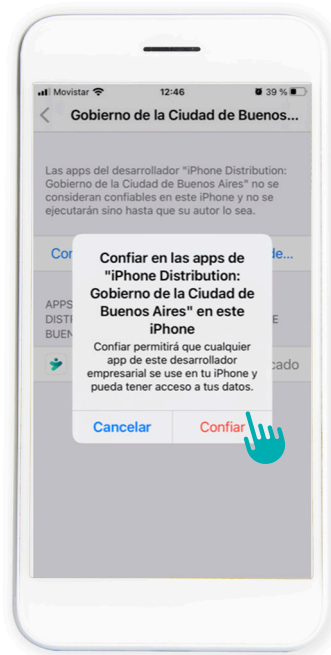 Movistar 12:46 39 %
Gobierno de la Ciudad de Buenos...
Las apps del desarrollador "iPhone Distribution:
Gobierno de la Ciudad de Buenos Aires" no se
consideran confiables en este iPhone y no se
ejecutarán sino hasta que su autor lo sea.
Confiar en las apps de
"iPhone Distribution:
Gobierno de la Ciudad de
Buenos Aires" en este
iPhone
Confiar permitirá que cualquier
app de este desarrollador
empresarial se use en tu iPhone y
pueda tener acceso a tus datos.
APPS
DIST
BUEN
Cancelar Confiar